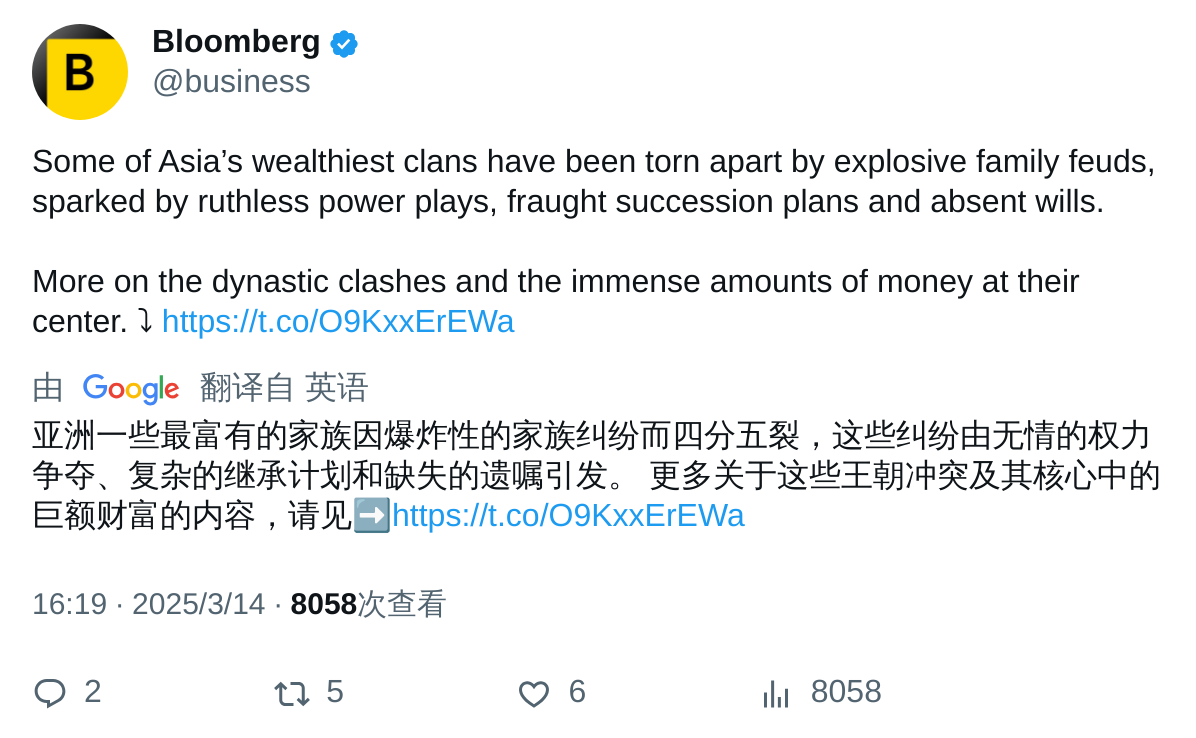 B
Bloomberg
@business
Some of Asia’s wealthiest clans have been torn apart by explosive family feuds,
sparked by ruthless power plays, fraught succession plans and absent wills.
More on the dynastic clashes and the immense amounts of money at their
center. ⤵ https://t.co/O9KxxErEWa
由 Google 翻译自 英语
亚洲一些最富有的家族因爆炸性的家族纠纷而四分五裂，这些纠纷由无情的权力
争夺、复杂的继承计划和缺失的遗嘱引发。 更多关于这些王朝冲突及其核心中的
巨额财富的内容，请见➡️https://t.co/O9KxxErEWa
16:19 · 2025/3/14 · 8058次查看
2 5 6 8058